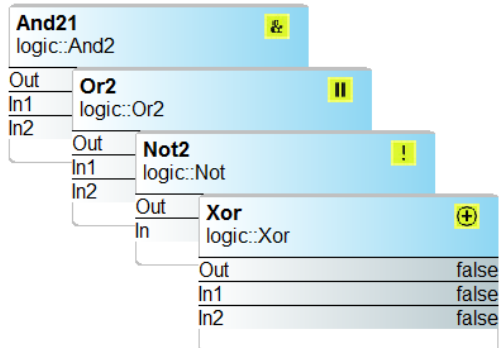 And21
&
logic::And2
Out
In1
In2
Or2
||
logic::Or2
Out
In1
In2
Not2
!
logic::Not
Out
In
Xor
logic::Xor
Out false
In1 false
In2 false